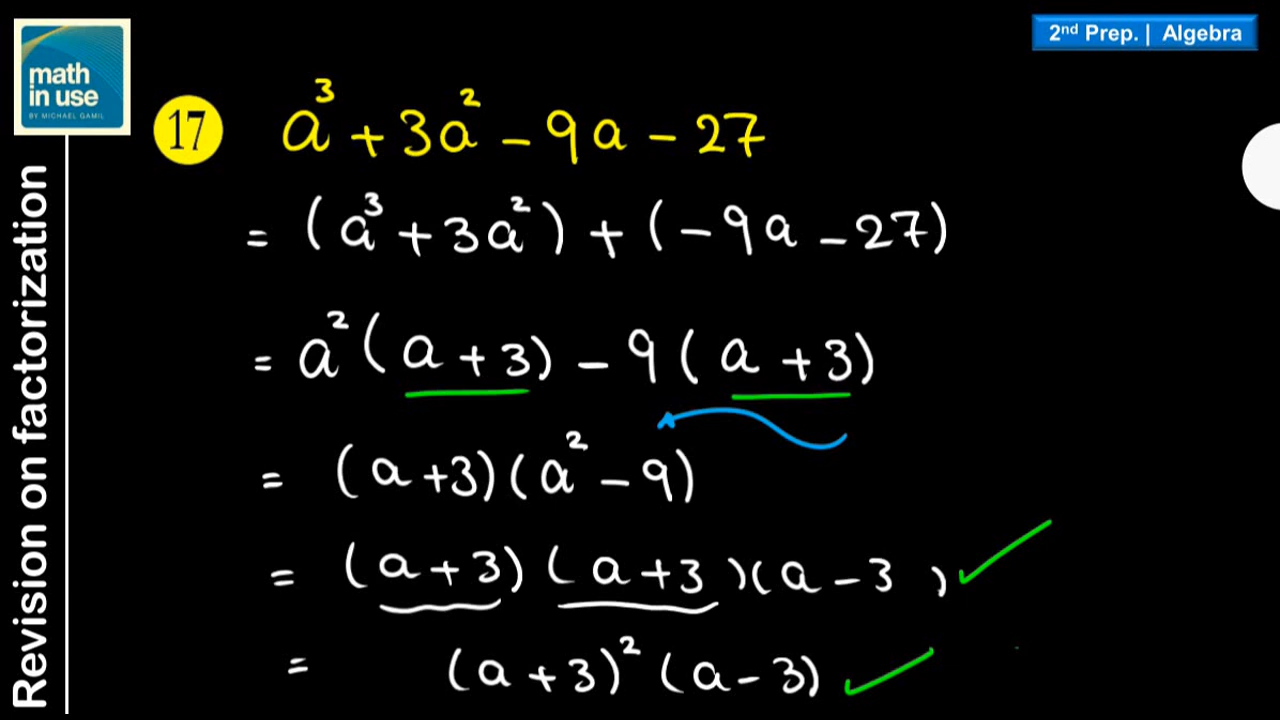 2nd Prep. | Algebra
math
in use
BY MICHAEL GAMIL
Revision on factorization
17 a³ + 3a² - 9a - 27
= (a³ + 3a²) + (-9a - 27)
= a² (a + 3) - 9 (a + 3)
= (a + 3) (a² - 9)
= (a + 3) (a + 3) (a - 3)
= (a + 3)² (a - 3)